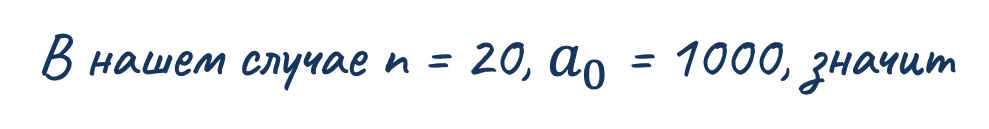 В нашем случае n = 20, a₀ = 1000, значит